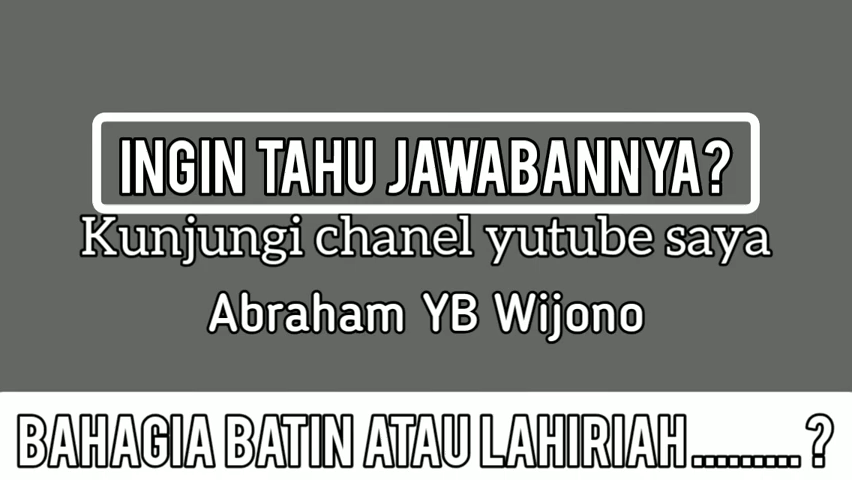 INGIN TAHU JAWABANNYA?
Kunjungi chanel yutube saya
Abraham YB Wijono
BAHAGIA BATIN ATAU LAHIRIAH..........?